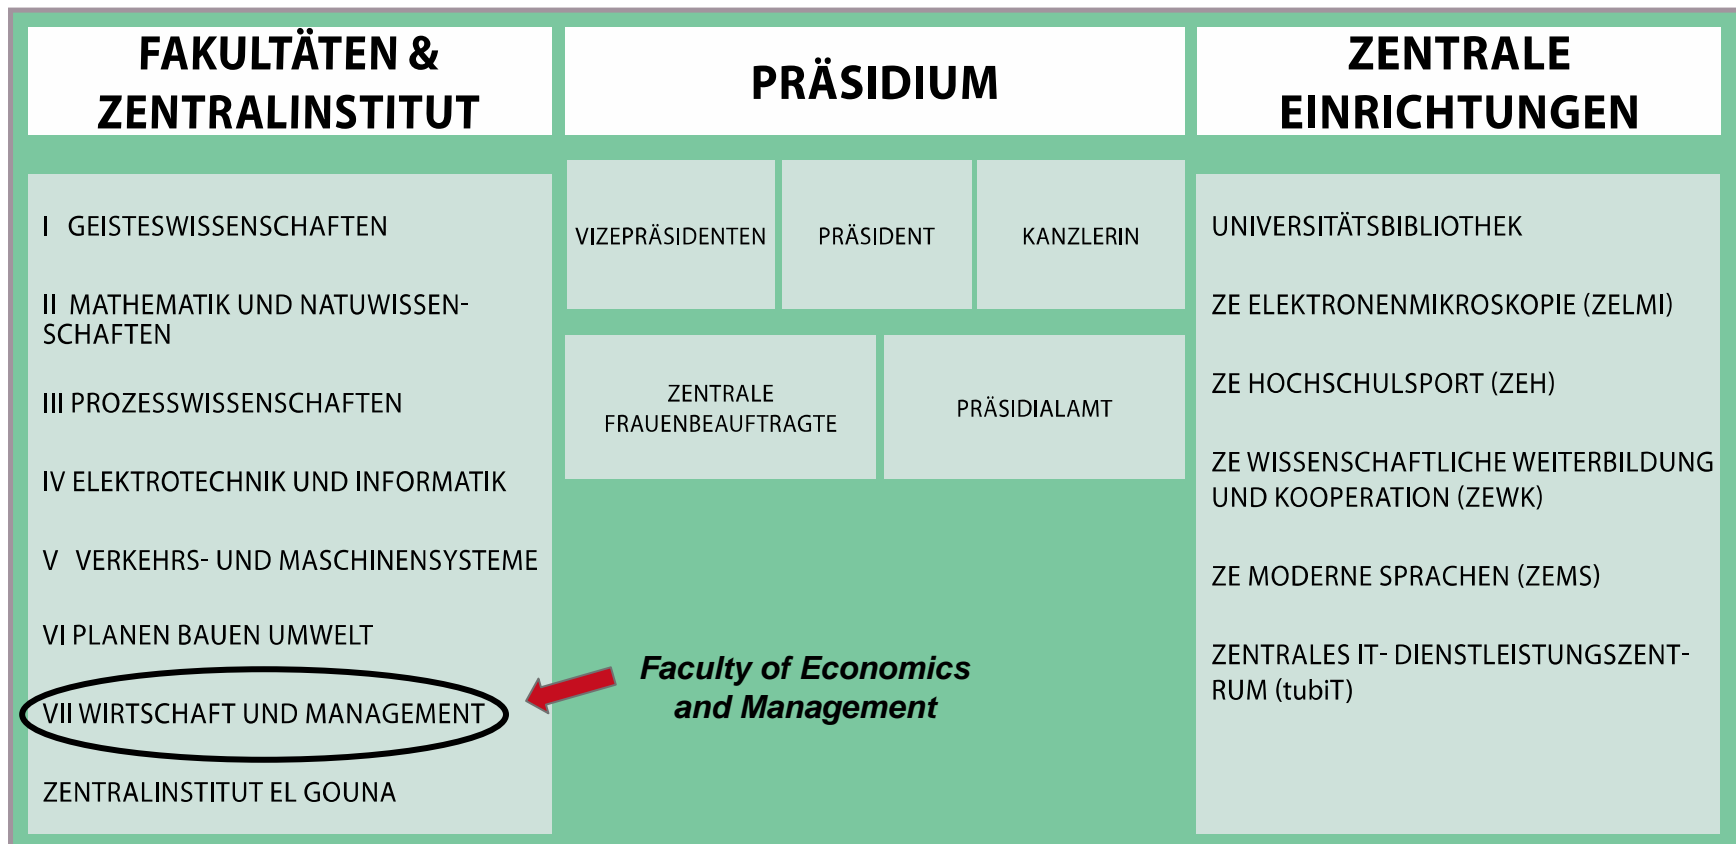 FAKULTÄTEN &
ZENTRALINSTITUT
I GEISTESWISSENSCHAFTEN
II MATHEMATIK UND NATUWISSEN-
SCHAFTEN
III PROZESSWISSENSCHAFTEN
IV ELEKTROTECHNIK UND INFORMATIK
V VERKEHRS- UND MASCHINENSYSTEME
VI PLANEN BAUEN UMWELT
VII WIRTSCHAFT UND MANAGEMENT
ZENTRALINSTITUT EL GOUNA
PRÄSIDIUM
VIZEPRÄSIDENTEN
PRÄSIDENT
KANZLERIN
ZENTRALE
FRAUENBEAUFTRAGTE
PRÄSIDIALAMT
Faculty of Economics
and Management
ZENTRALE
EINRICHTUNGEN
UNIVERSITÄTSBIBLIOTHEK
ZE ELEKTRONENMIKROSKOPIE (ZELMI)
ZE HOCHSCHULSPORT (ZEH)
ZE WISSENSCHAFTLICHE WEITERBILDUNG
UND KOOPERATION (ZEWK)
ZE MODERNE SPRACHEN (ZEMS)
ZENTRALES IT- DIENSTLEISTUNGSZENT-
RUM (tubiT)